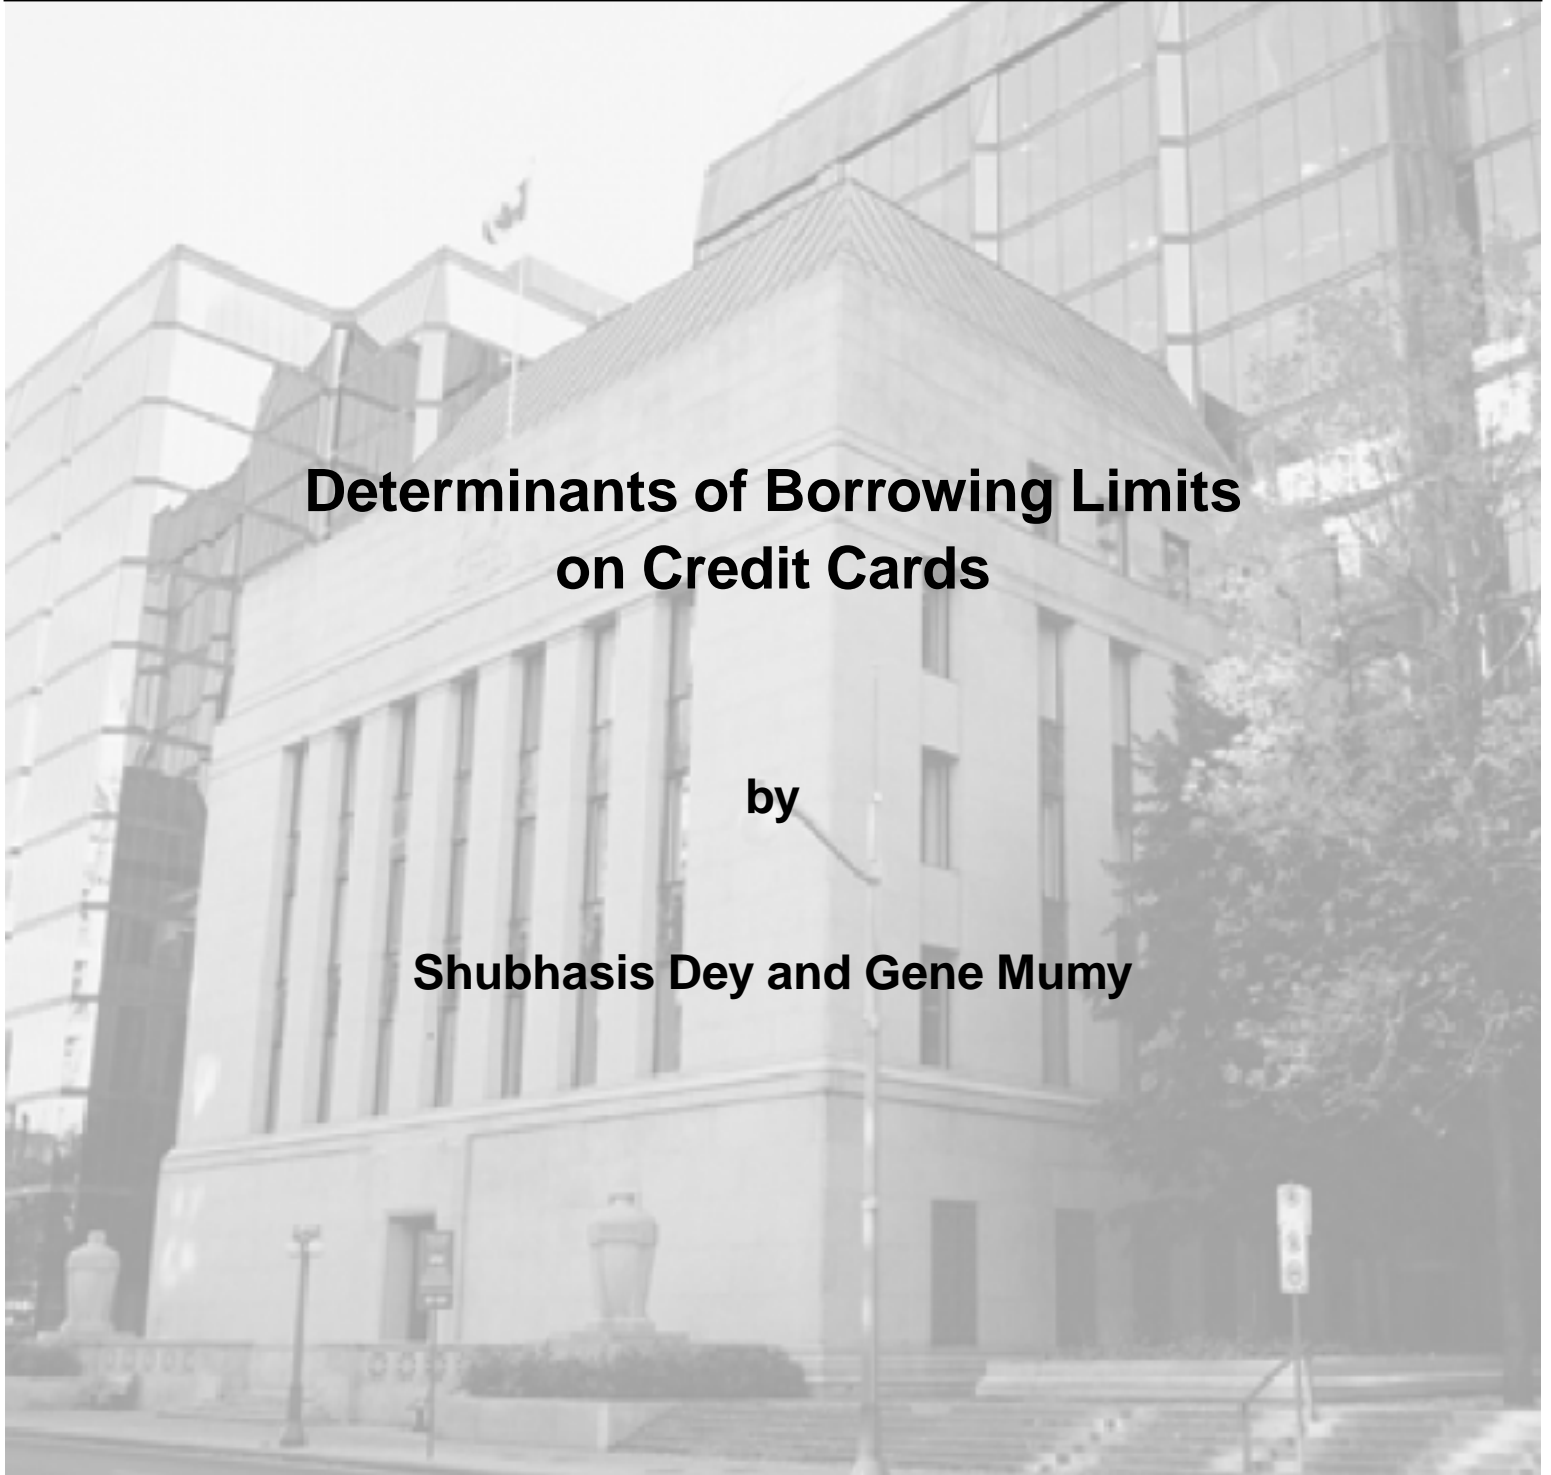 Determinants of Borrowing Limits
on Credit Cards
by
Shubhasis Dey and Gene Mumy